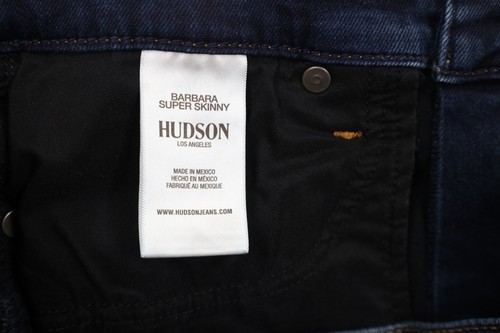 BARBARA
SUPER SKINNY
HUDSON
LOS ANGELES
MADE IN MEXICO
HECHO EN MÉXICO
FABRIQUÉ AU MEXIQUE
WWW.HUDSONJEANS.COM